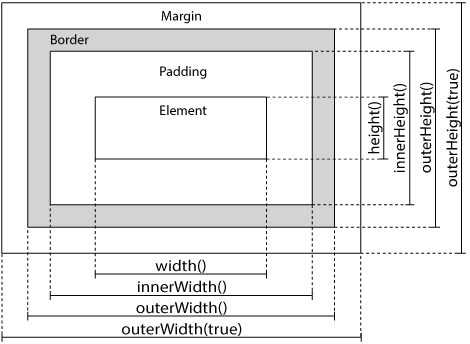 Margin
Border
Padding
Element
height()
innerHeight()
outerHeight()
outerHeight(true)
width()
innerWidth()
outerWidth()
outerWidth(true)